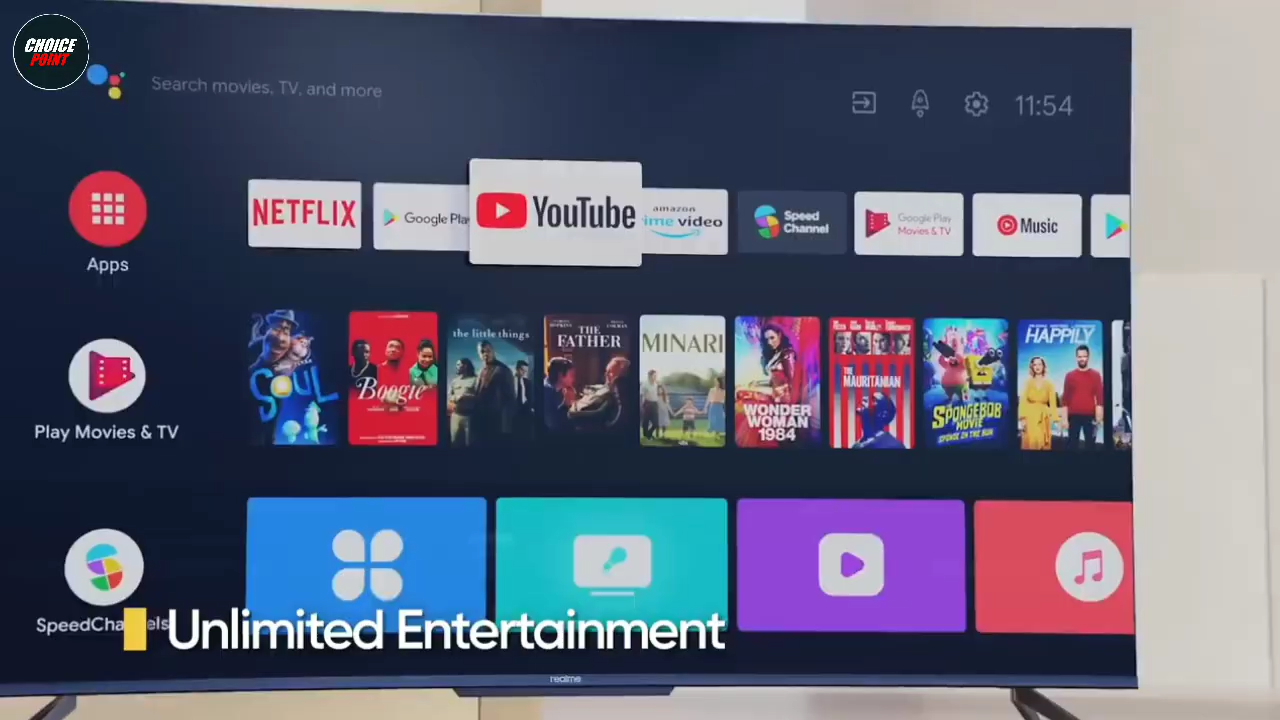 CHOICE
POINT
Search movies, TV, and more
11:54
NETFLIX
Google Play
YouTube
amazon
prime video
Speed
Channel
Google Play
Movies & TV
Music
Apps
SOUL
Boogie
the little things
THE
FATHER
MINARI
WONDER
WOMAN
1984
THE
MAURITANIAN
THE
SPONGEBOB
MOVIE
SPONGE ON THE RUN
HAPPILY
Play Movies & TV
SpeedChannels
Unlimited Entertainment
realme